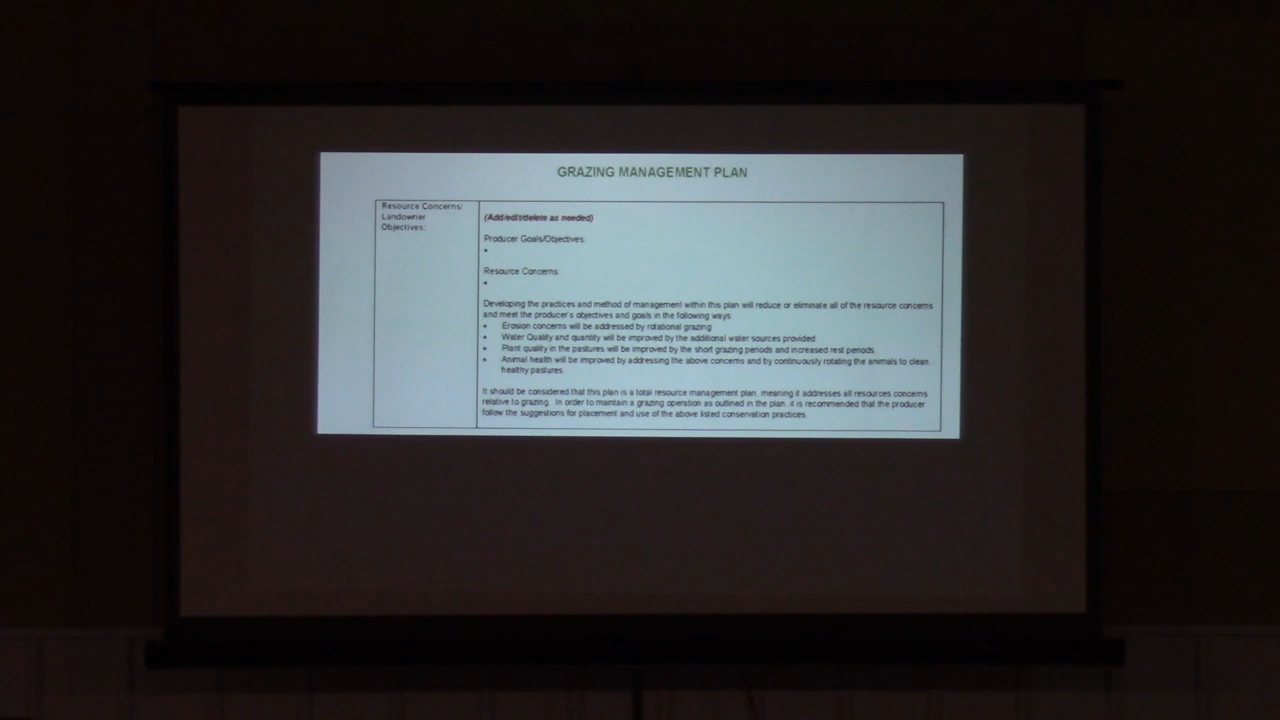 GRAZING MANAGEMENT PLAN
Resource Concerns:
Landowner
Objectives:
(Add/edit/delete as needed)
Producer Goals/Objectives:
•
Resource Concerns:
•
Developing the practices and method of management within this plan will reduce or eliminate all of the resource concerns
and meet the producer's objectives and goals in the following ways:
• Erosion concerns will be addressed by rotational grazing
• Water Quality and quantity will be improved by the additional water sources provided
• Plant quality in the pastures will be improved by the short grazing periods and increased rest periods.
• Animal health will be improved by addressing the above concerns and by continuously rotating the animals to clean,
healthy pastures.
It should be considered that this plan is a total resource management plan, meaning it addresses all resources concerns
relative to grazing. In order to maintain a grazing operation as outlined in the plan, it is recommended that the producer
follow the suggestions for placement and use of the above listed conservation practices.